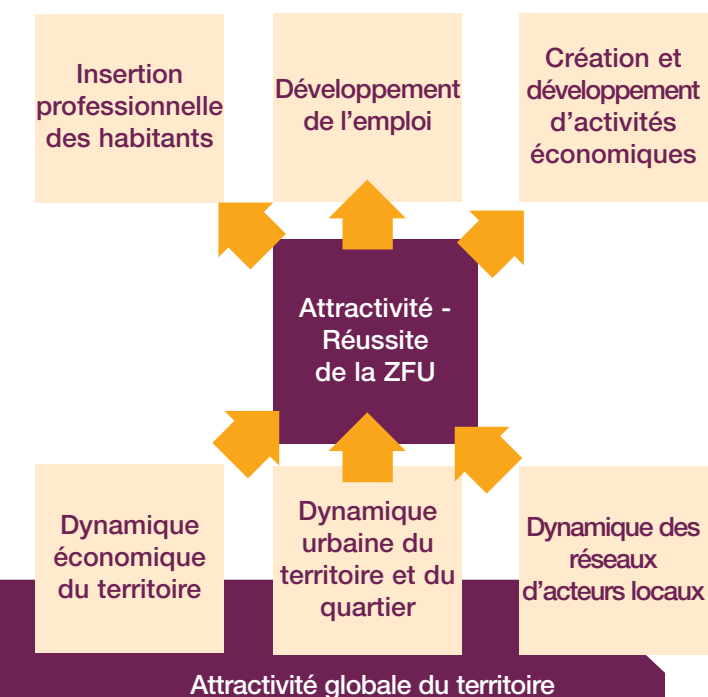 Insertion
professionnelle
des habitants
Développement
de l'emploi
Création et
développement
d'activités
économiques
Attractivité -
Réussite
de la ZFU
Dynamique
économique
du territoire
Dynamique
urbaine du
territoire et du
quartier
Dynamique des
réseaux
d'acteurs locaux
Attractivité globale du territoire